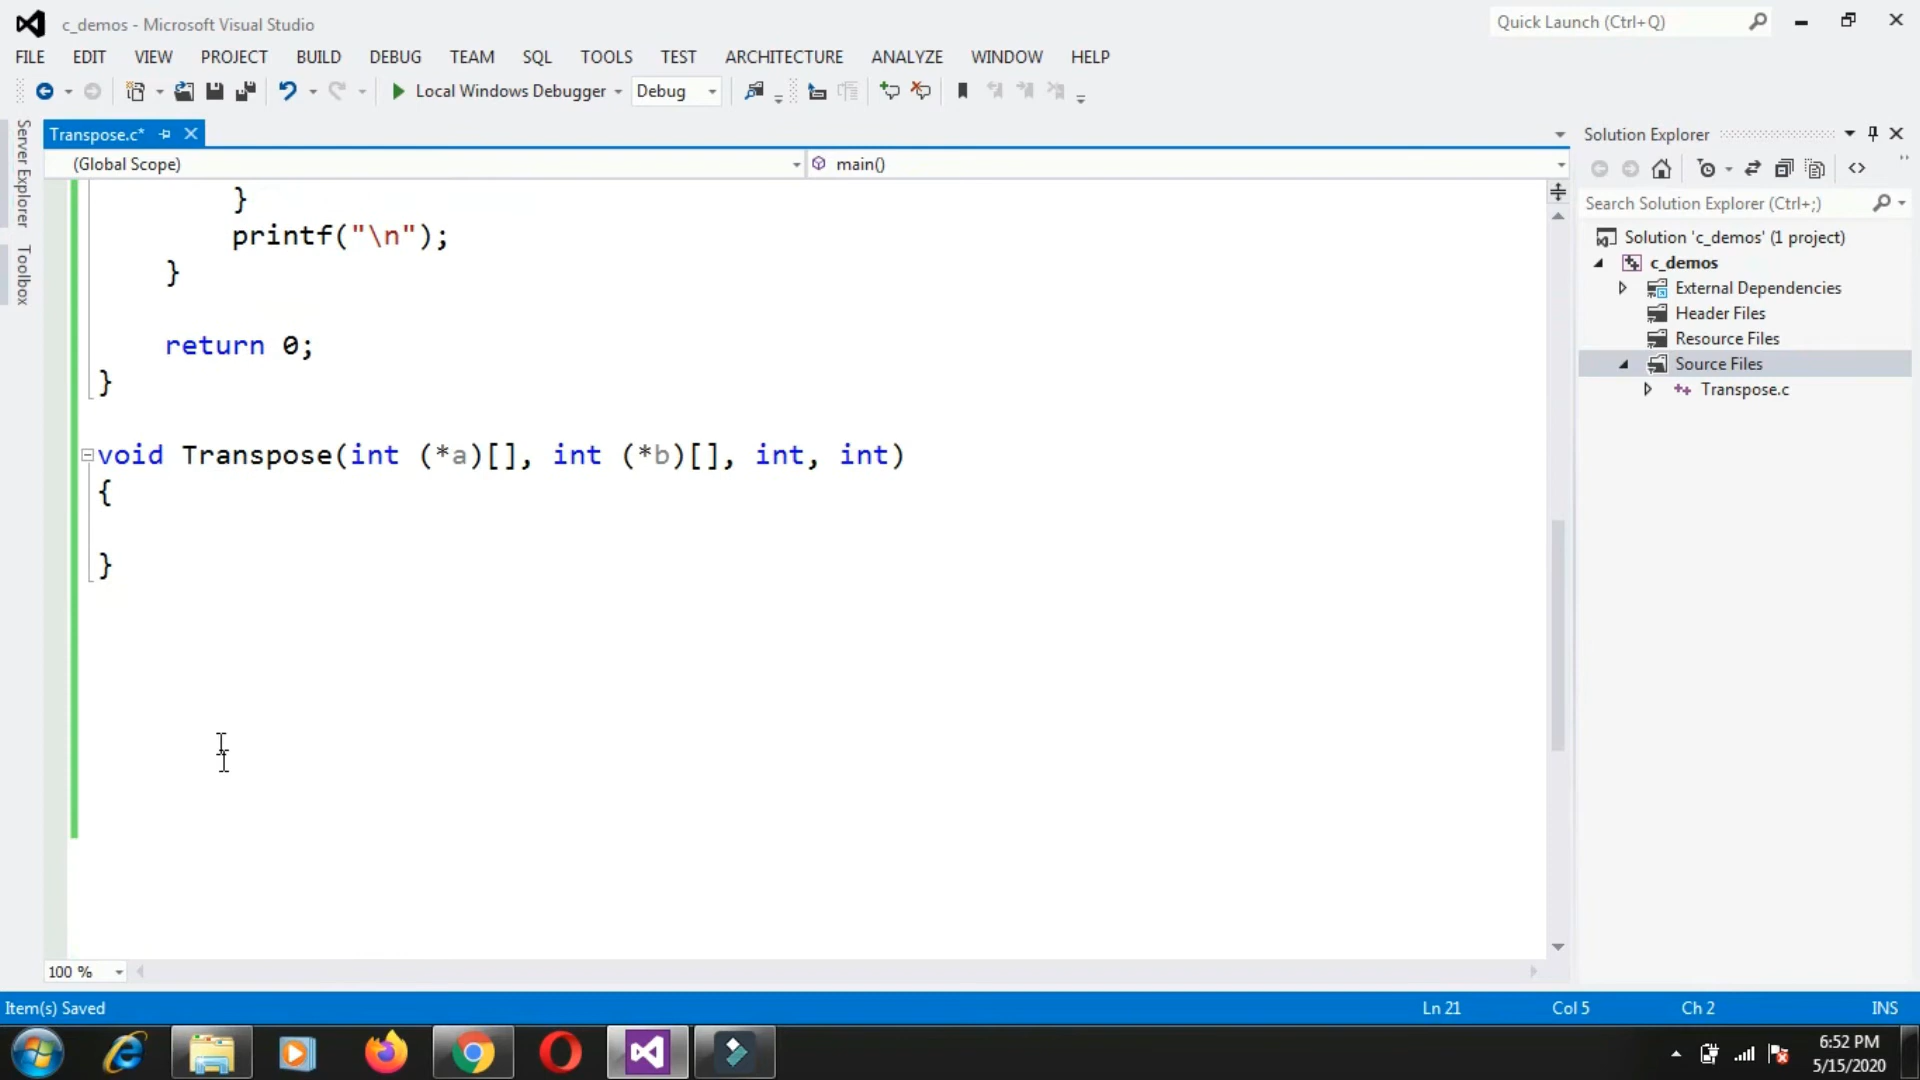 c_demos - Microsoft Visual Studio
Quick Launch (Ctrl+Q)
FILE EDIT VIEW PROJECT BUILD DEBUG TEAM SQL TOOLS TEST ARCHITECTURE ANALYZE WINDOW HELP
Local Windows Debugger Debug
Server Explorer
Toolbox
Transpose.c*
(Global Scope) main()
}
printf("\n");
}
return 0;
}
void Transpose(int (*a)[], int (*b)[], int, int)
{
}
100 %
Solution Explorer
Search Solution Explorer (Ctrl+;)
Solution 'c_demos' (1 project)
c_demos
External Dependencies
Header Files
Resource Files
Source Files
Transpose.c
Item(s) Saved Ln 21 Col 5 Ch 2 INS
6:52 PM
5/15/2020